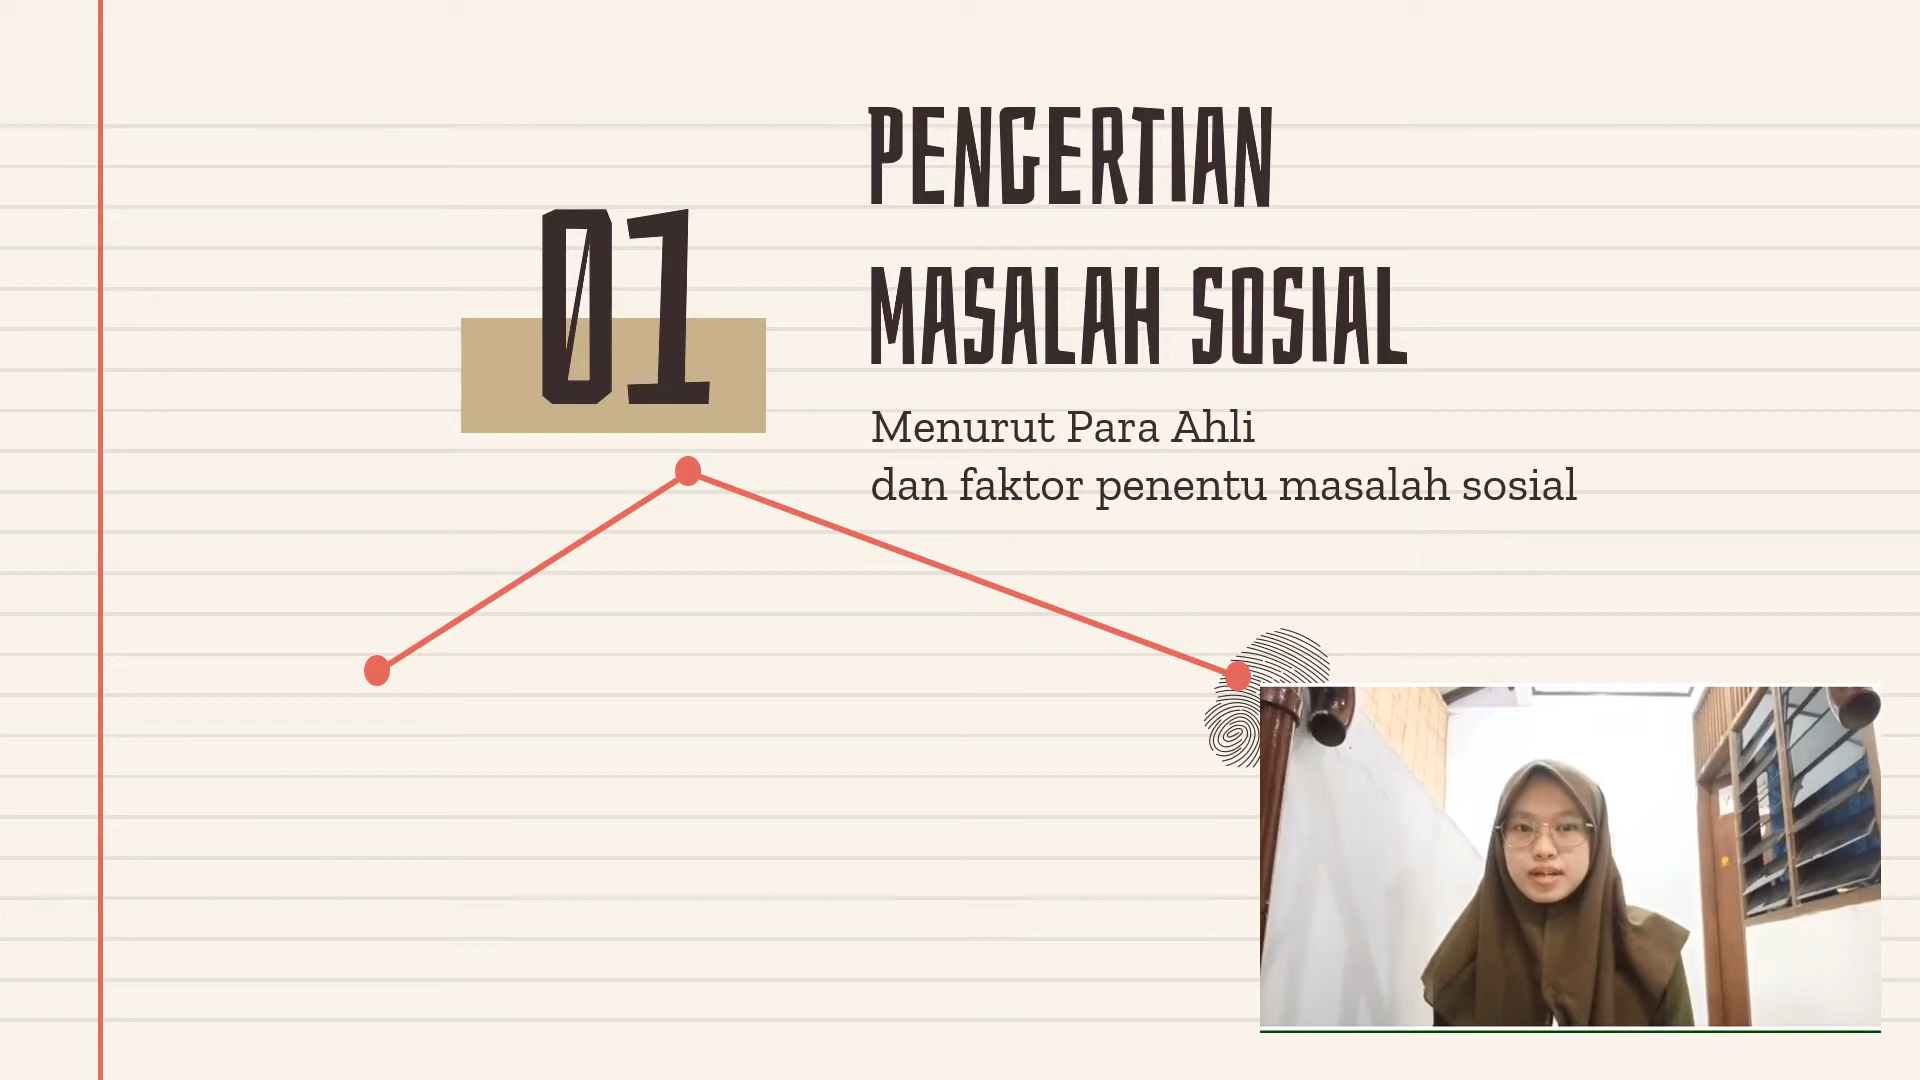 01
PENGERTIAN
MASALAH SOSIAL
Menurut Para Ahli
dan faktor penentu masalah sosial